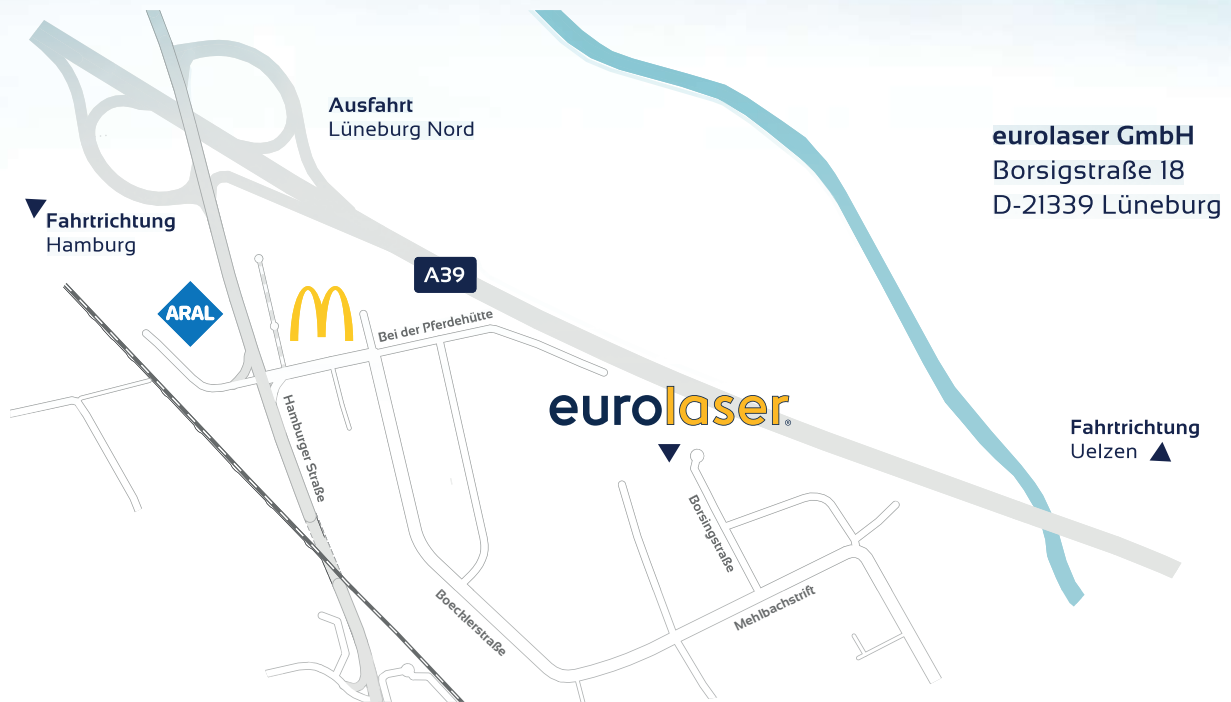 Ausfahrt
Lüneburg Nord
eurolaser GmbH
Borsigstraße 18
D-21339 Lüneburg
Fahrtrichtung
Hamburg
A39
ARAL
Bei der Pferdehütte
Hamburger Straße
eurolaser®
Fahrtrichtung
Uelzen
Borsingstraße
Boecklerstraße
Mehlbachstrift